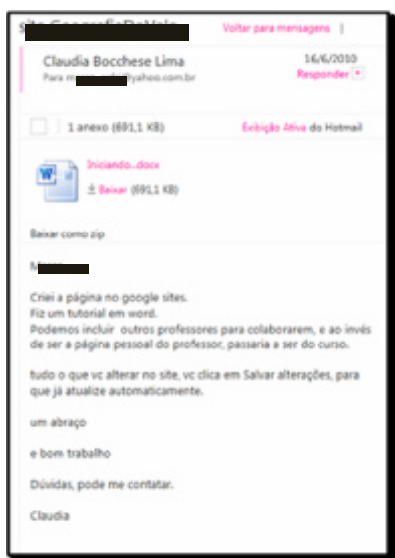 Voltar para mensagens |
Claudia Bocchese Lima
16/6/2010
Para @yahoo.com.br
Responder
1 anexo (691,1 KB)
Exibição Ativa do Hotmail
Iniciando..docx
Baixar (691,1 KB)
Baixar como zip
Criei a página no google sites.
Fiz um tutorial em word.
Podemos incluir outros professores para colaborarem, e ao invés
de ser a página pessoal do professor, passaria a ser do curso.
tudo o que vc alterar no site, vc clica em Salvar alterações, para
que já atualize automaticamente.
um abraço
e bom trabalho
Dúvidas, pode me contatar.
Claudia